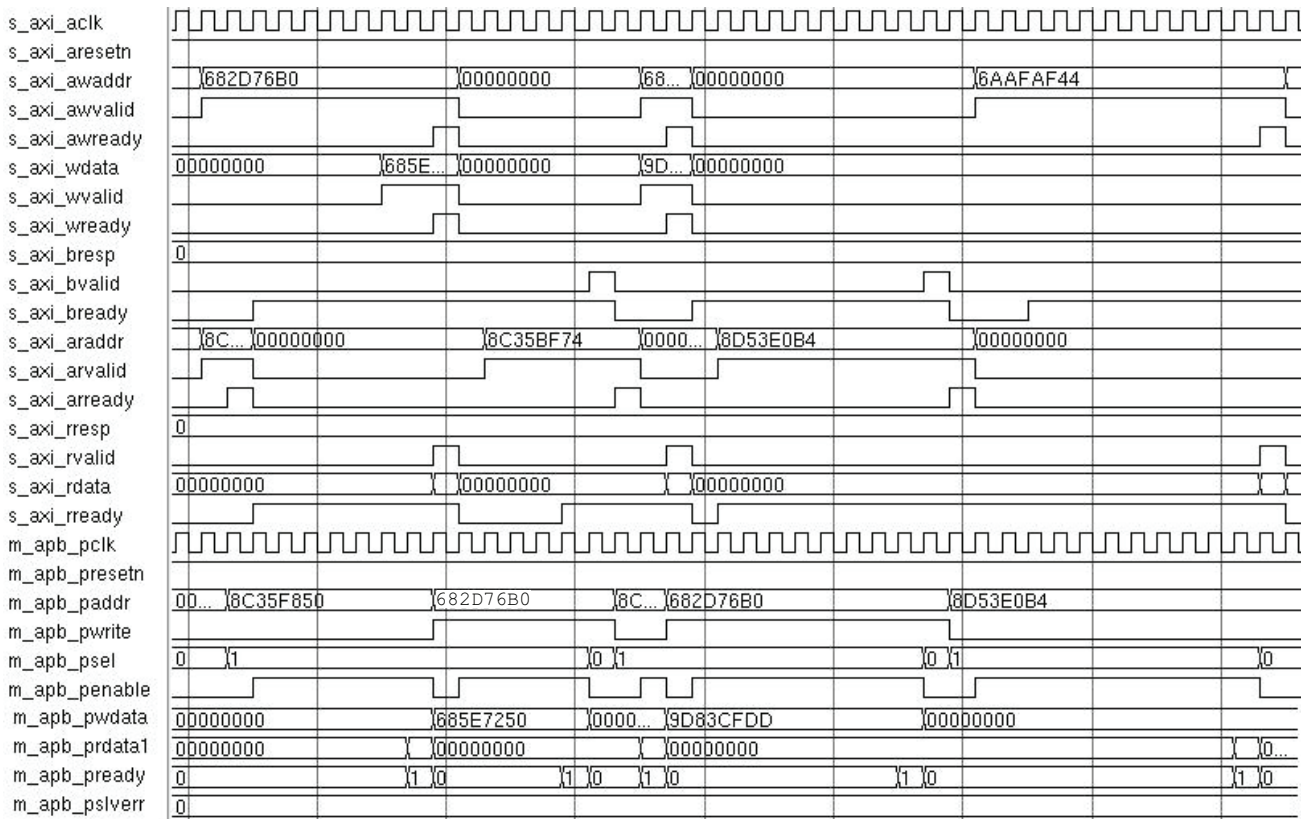 s_axi_aclk
s_axi_aresetn
s_axi_awaddr 682D76B0 00000000 68... 00000000 6AAFAF44
s_axi_awvalid
s_axi_awready
s_axi_wdata 00000000 685E... 00000000 9D... 00000000
s_axi_wvalid
s_axi_wready
s_axi_bresp 0
s_axi_bvalid
s_axi_bready
s_axi_araddr 8C... 00000000 8C35BF74 0000... 8D53E0B4 00000000
s_axi_arvalid
s_axi_arready
s_axi_rresp 0
s_axi_rvalid
s_axi_rdata 00000000 00000000 00000000
s_axi_rready
m_apb_pclk
m_apb_presetn
m_apb_paddr 00... 8C35F850 682D76B0 8C... 682D76B0 8D53E0B4
m_apb_pwrite
m_apb_psel 0 1 0 1 0 1 0
m_apb_penable
m_apb_pwdata 00000000 685E7250 0000... 9D83CFDD 00000000
m_apb_prdata1 00000000 00000000 00000000 0...
m_apb_pready 0 1 0 1 0 1 0 1 0 1 0
m_apb_pslverr 0